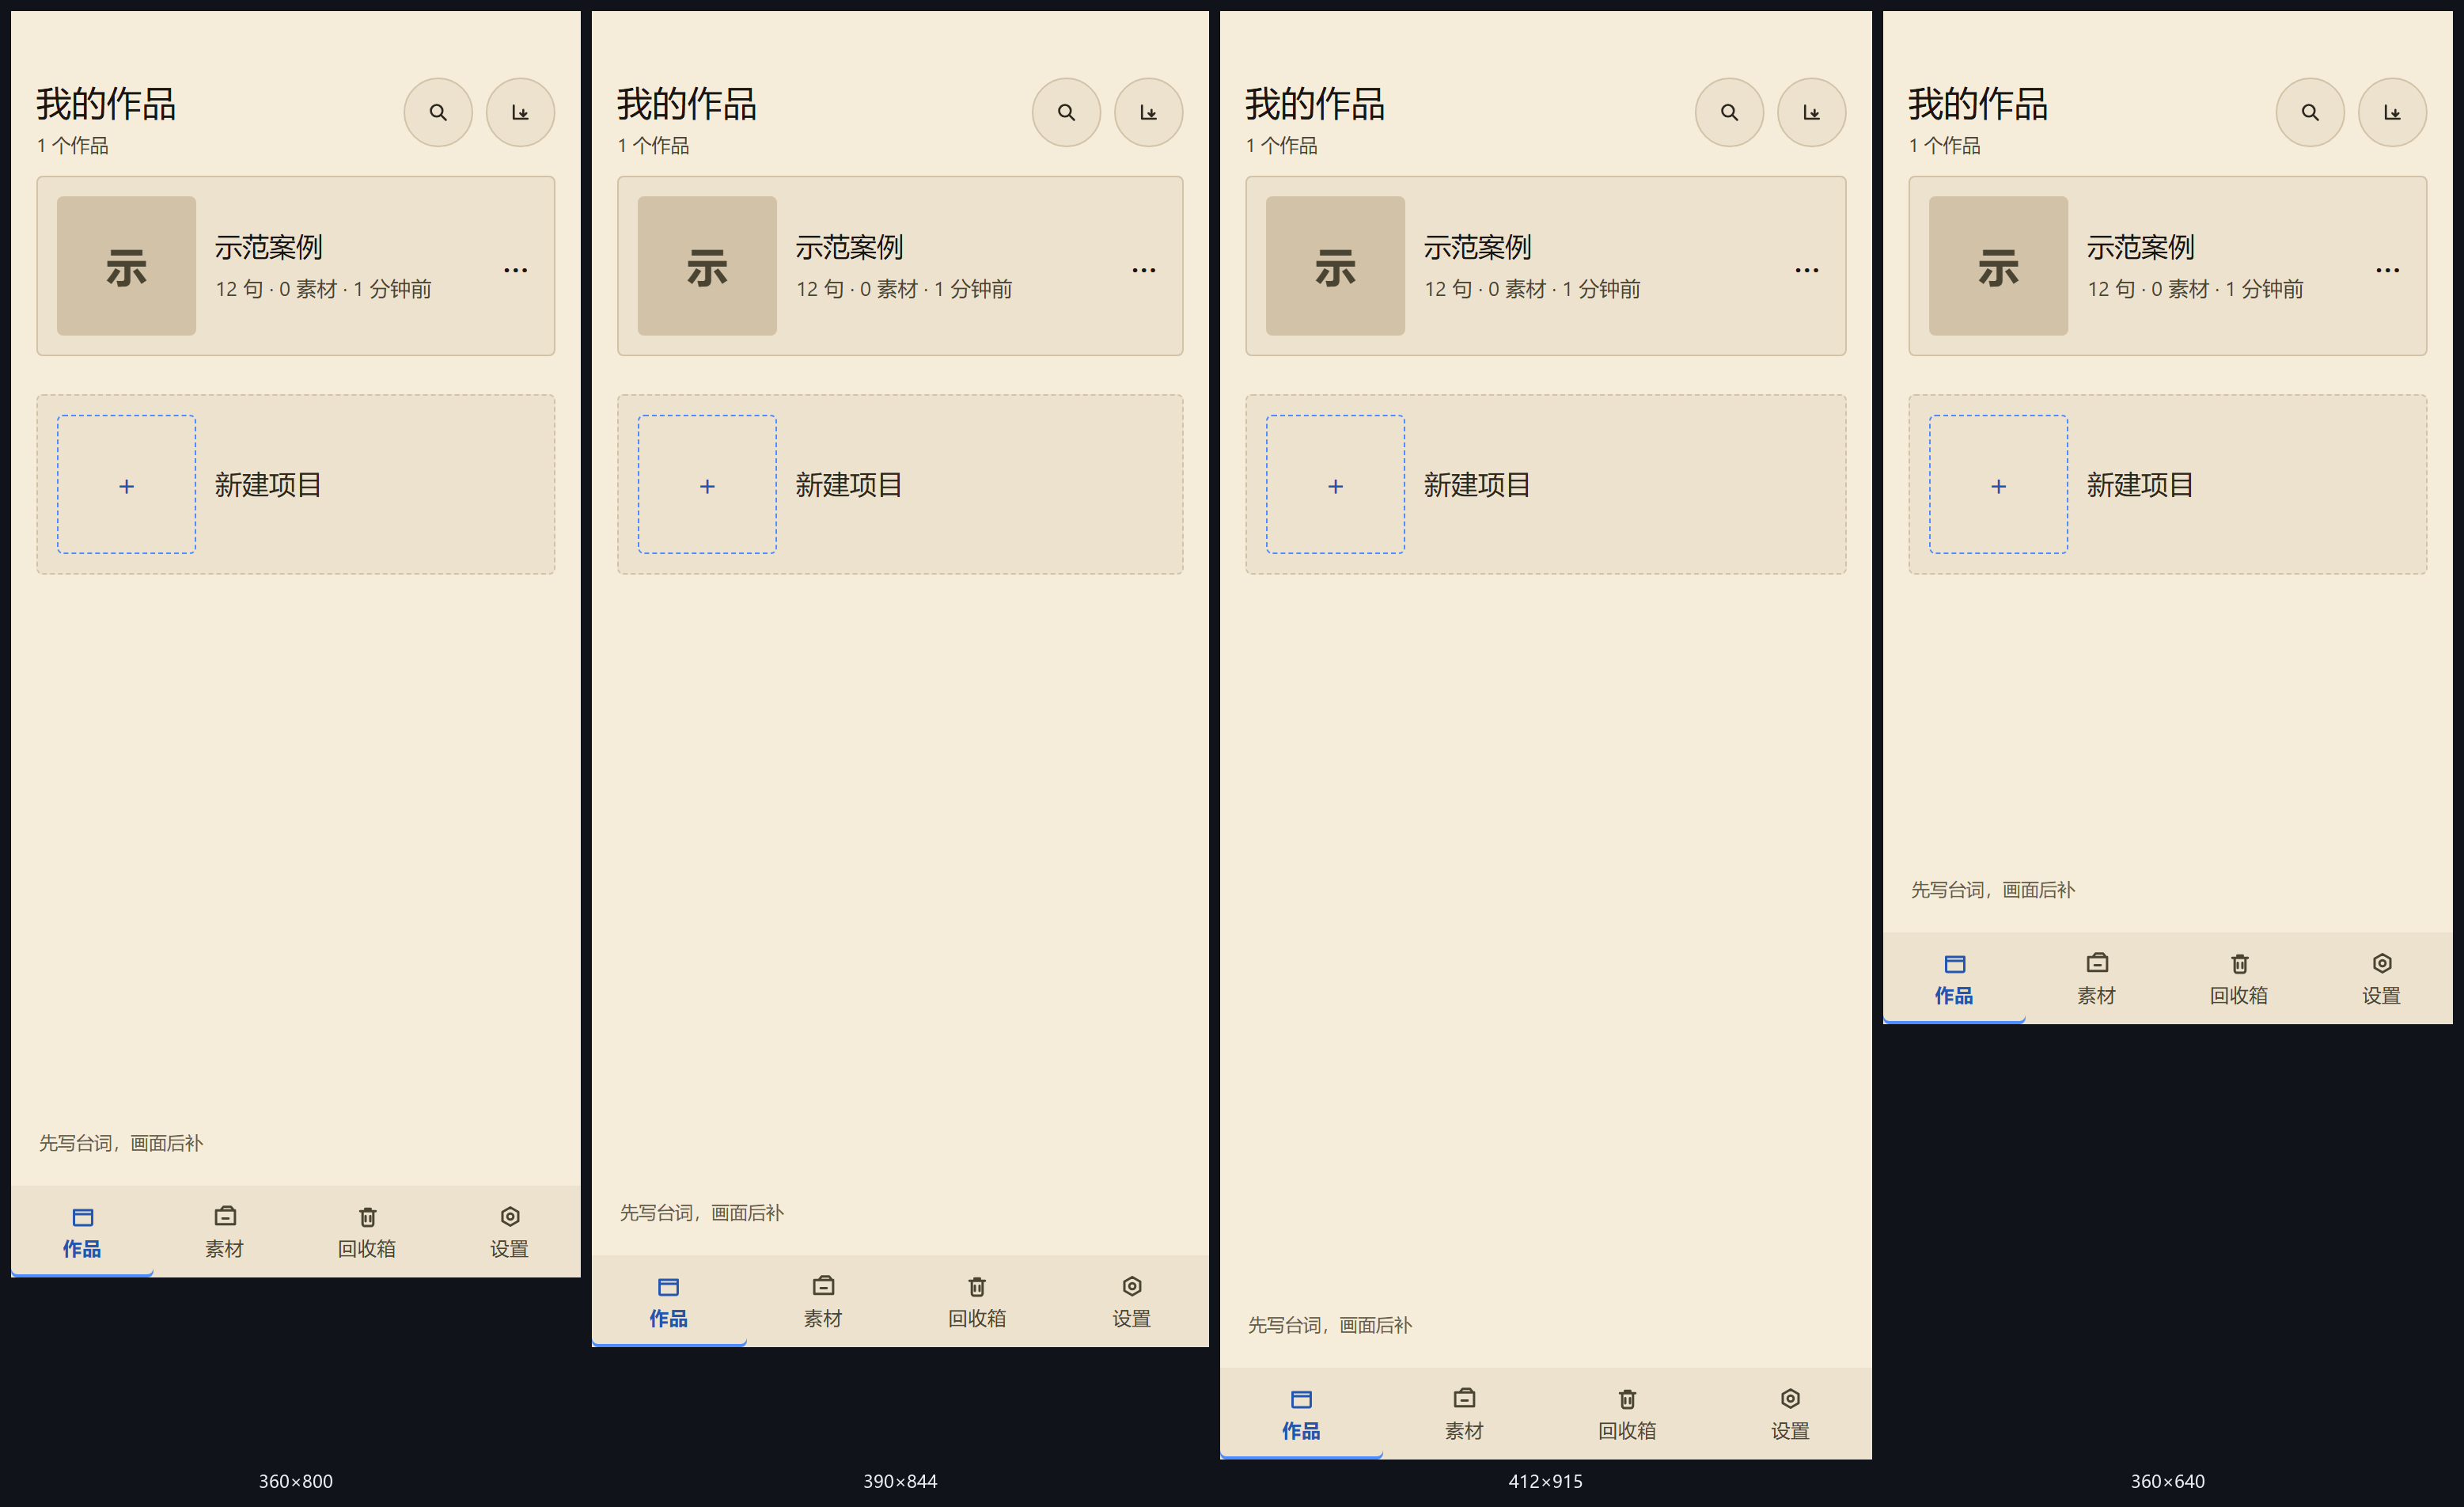 我的作品
1 个作品
示
示范案例
12 句 · 0 素材 · 1 分钟前
...
+
新建项目
先写台词，画面后补
作品
素材
回收箱
设置
360×800
我的作品
1 个作品
示
示范案例
12 句 · 0 素材 · 1 分钟前
...
+
新建项目
先写台词，画面后补
作品
素材
回收箱
设置
390×844
我的作品
1 个作品
示
示范案例
12 句 · 0 素材 · 1 分钟前
...
+
新建项目
先写台词，画面后补
作品
素材
回收箱
设置
412×915
我的作品
1 个作品
示
示范案例
12 句 · 0 素材 · 1 分钟前
...
+
新建项目
先写台词，画面后补
作品
素材
回收箱
设置
360×640